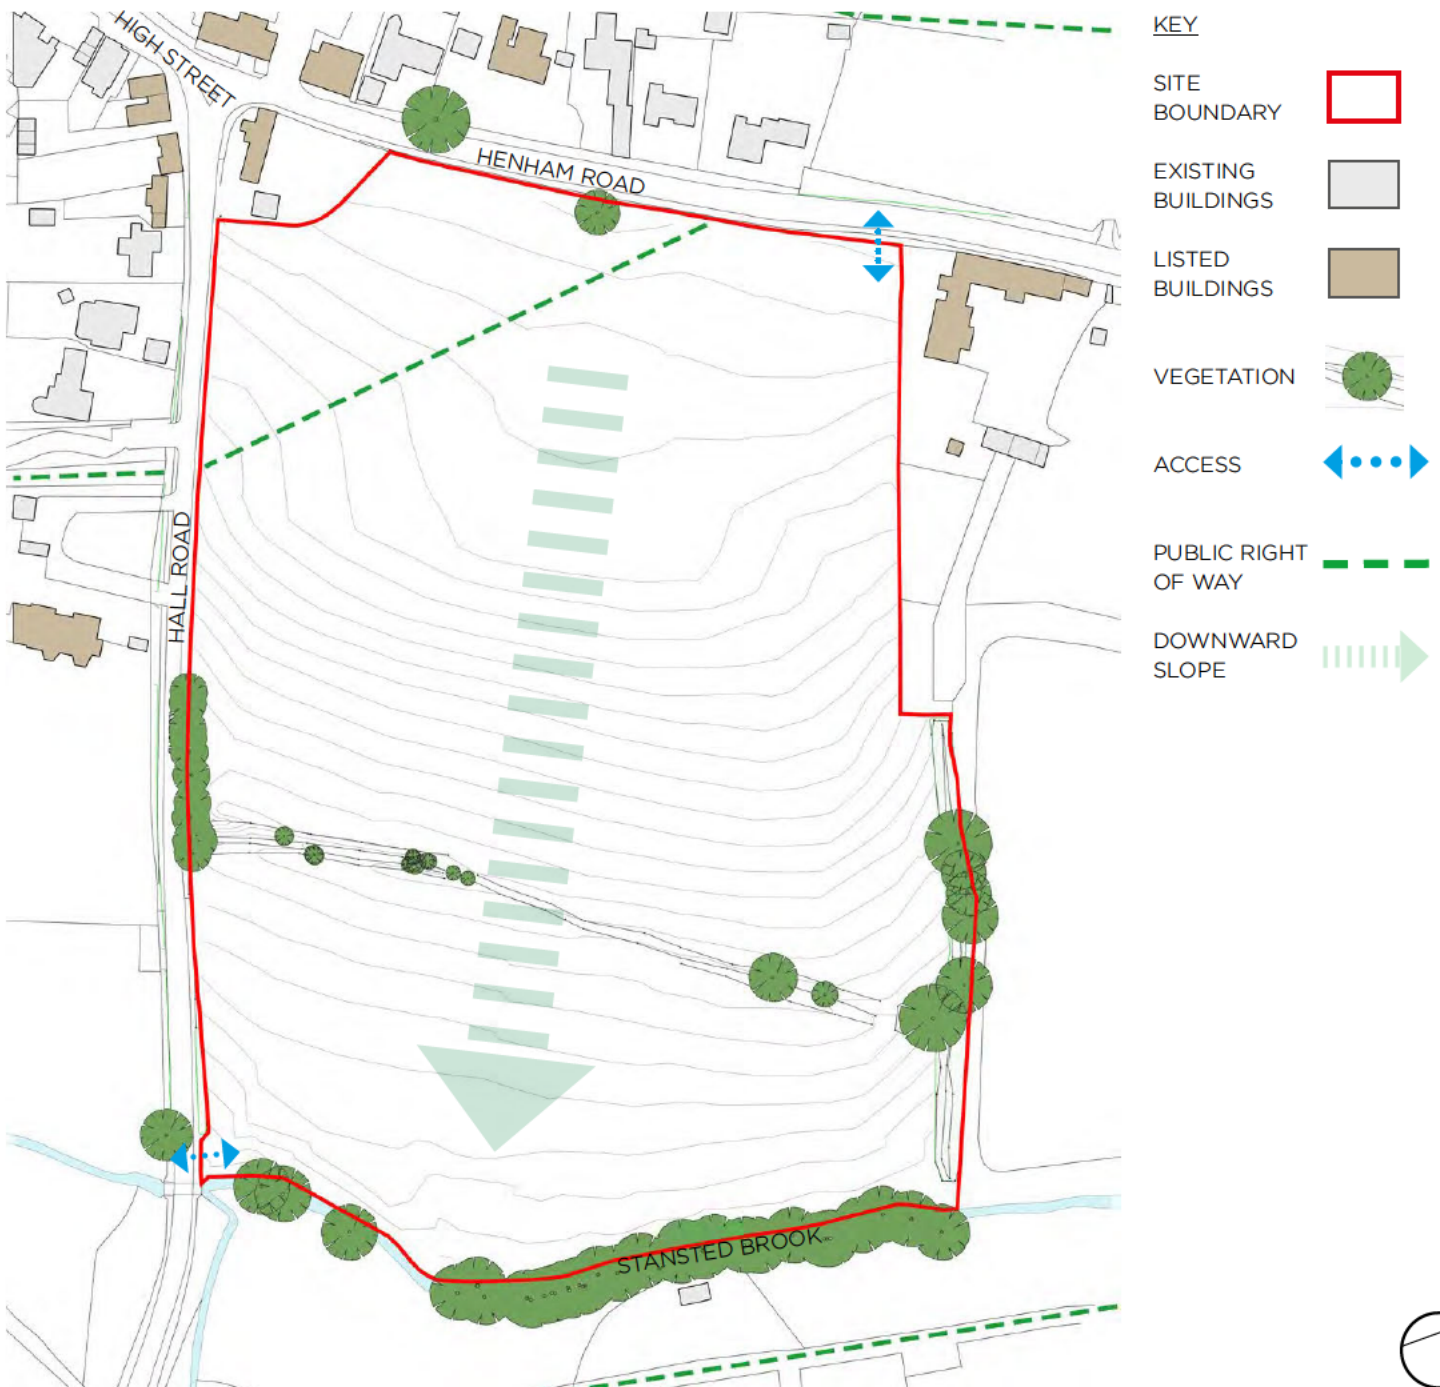 HIGH STREET
HENHAM ROAD
HALL ROAD
STANSTED BROOK
KEY
SITE
BOUNDARY
EXISTING
BUILDINGS
LISTED
BUILDINGS
VEGETATION
ACCESS
PUBLIC RIGHT
OF WAY
DOWNWARD
SLOPE